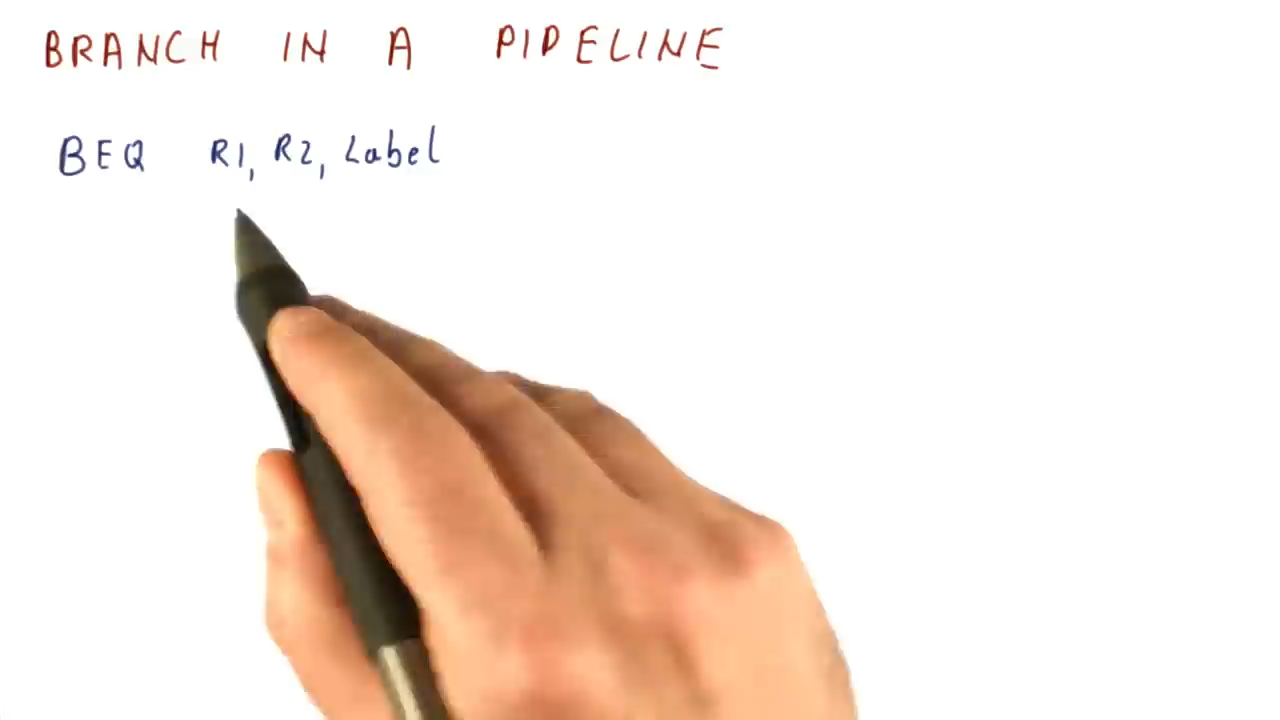 BRANCH IN A PIPELINE
BEQ R1, R2, Label